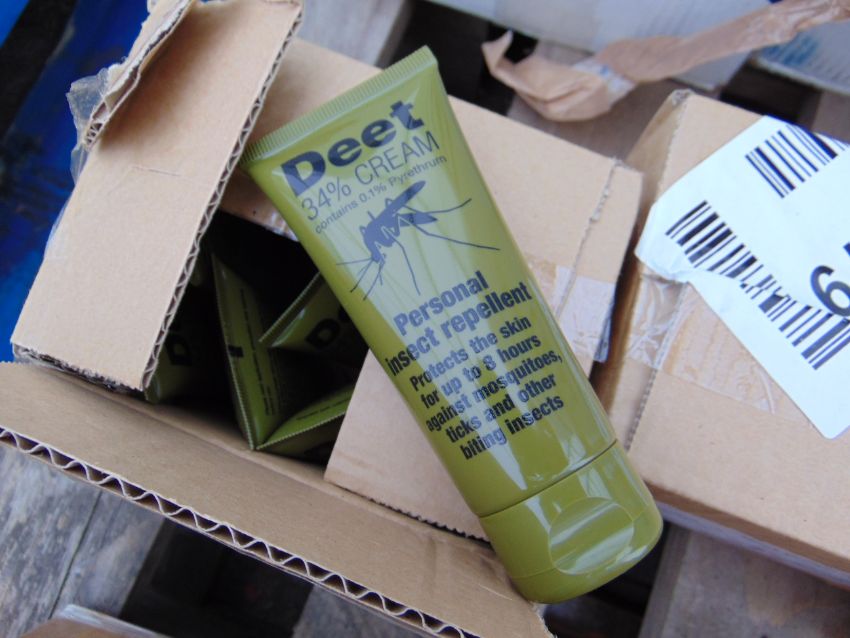 Deet
34% CREAM
contains 0.1% Pyrethrum
Personal
insect repellent
Protects the skin
for up to 8 hours
against mosquitoes,
ticks and other
biting insects